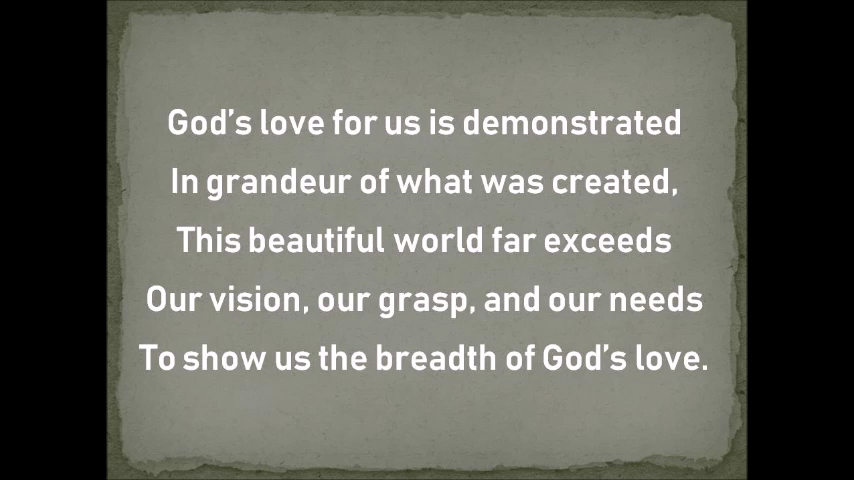 God’s love for us is demonstrated
In grandeur of what was created,
This beautiful world far exceeds
Our vision, our grasp, and our needs
To show us the breadth of God’s love.